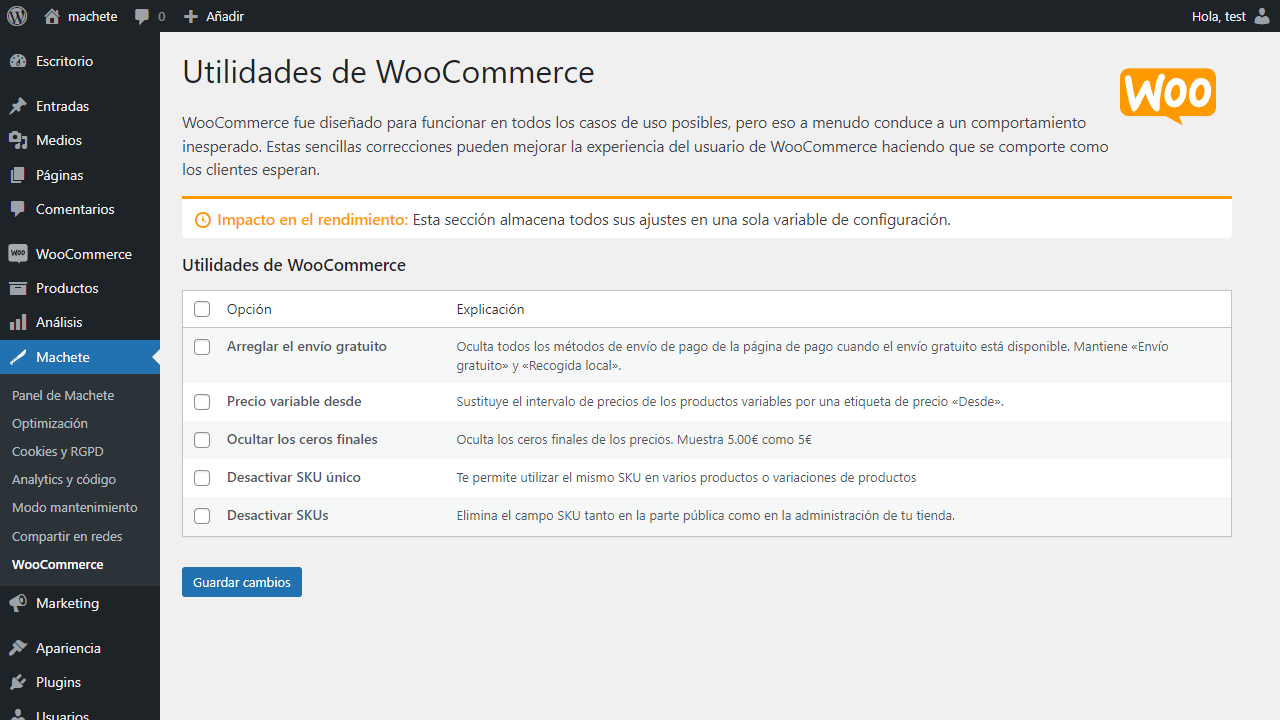 machete
0
Añadir
Hola, test
Escritorio
Entradas
Medios
Páginas
Comentarios
WooCommerce
Productos
Análisis
Machete
Panel de Machete
Optimización
Cookies y RGPD
Analytics y código
Modo mantenimiento
Compartir en redes
WooCommerce
Marketing
Apariencia
Plugins
Usuarios
Utilidades de WooCommerce
Woo
WooCommerce fue diseñado para funcionar en todos los casos de uso posibles, pero eso a menudo conduce a un comportamiento
inesperado. Estas sencillas correcciones pueden mejorar la experiencia del usuario de WooCommerce haciendo que se comporte como
los clientes esperan.
Impacto en el rendimiento: Esta sección almacena todos sus ajustes en una sola variable de configuración.
Utilidades de WooCommerce
Opción Explicación
Arreglar el envío gratuito Oculta todos los métodos de envío de pago de la página de pago cuando el envío gratuito está disponible. Mantiene «Envío
gratuito» y «Recogida local».
Precio variable desde Sustituye el intervalo de precios de los productos variables por una etiqueta de precio «Desde».
Ocultar los ceros finales Oculta los ceros finales de los precios. Muestra 5.00€ como 5€
Desactivar SKU único Te permite utilizar el mismo SKU en varios productos o variaciones de productos
Desactivar SKUs Elimina el campo SKU tanto en la parte pública como en la administración de tu tienda.
Guardar cambios